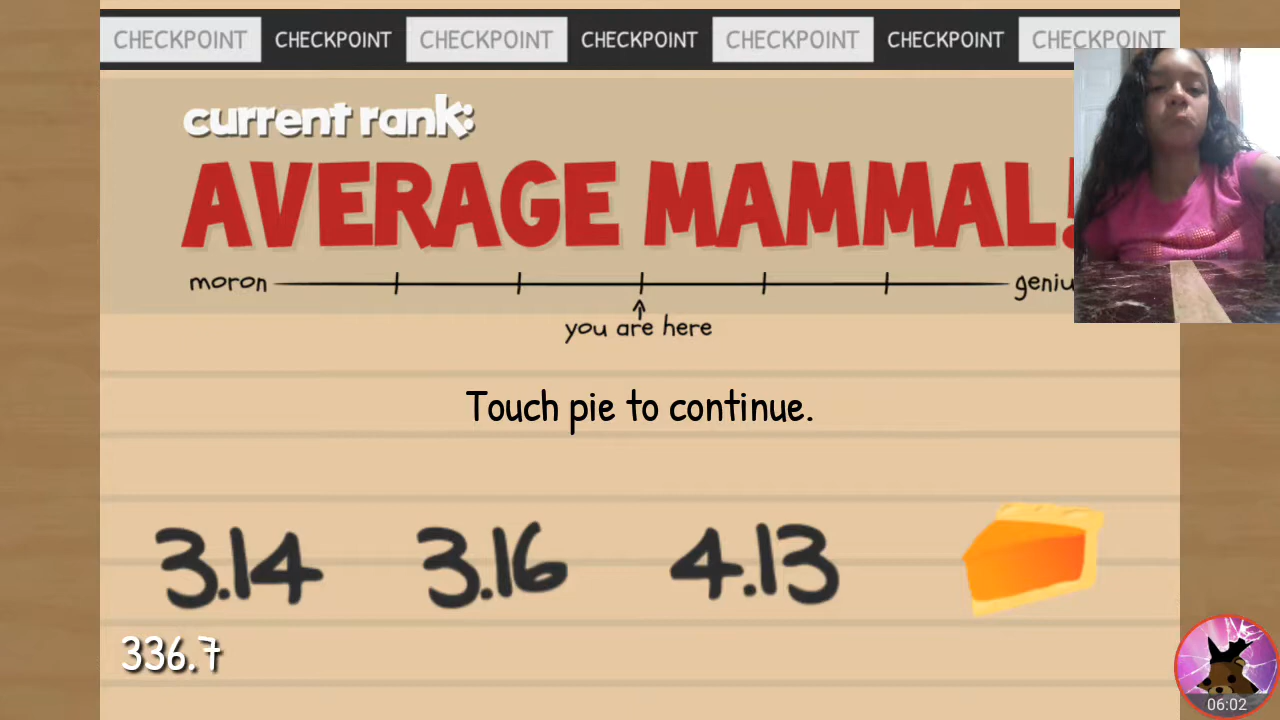 CHECKPOINT CHECKPOINT CHECKPOINT CHECKPOINT CHECKPOINT CHECKPOINT CHECKPOINT
current rank:
AVERAGE MAMMAL!
moron geniu
you are here
Touch pie to continue.
3.14 3.16 4.13
336.7
06:02